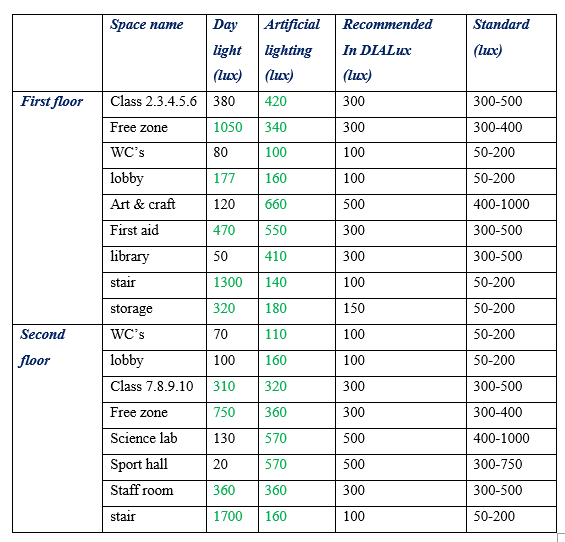 Space name Day light (lux) Artificial lighting (lux) Recommended In DIALux (lux) Standard (lux)
First floor Class 2.3.4.5.6 380 420 300 300-500
Free zone 1050 340 300 300-400
WC’s 80 100 100 50-200
lobby 177 160 100 50-200
Art & craft 120 660 500 400-1000
First aid 470 550 300 300-500
library 50 410 300 300-500
stair 1300 140 100 50-200
storage 320 180 150 50-200
Second floor WC’s 70 110 100 50-200
lobby 100 160 100 50-200
Class 7.8.9.10 310 320 300 300-500
Free zone 750 360 300 300-400
Science lab 130 570 500 400-1000
Sport hall 20 570 500 300-750
Staff room 360 360 300 300-500
stair 1700 160 100 50-200